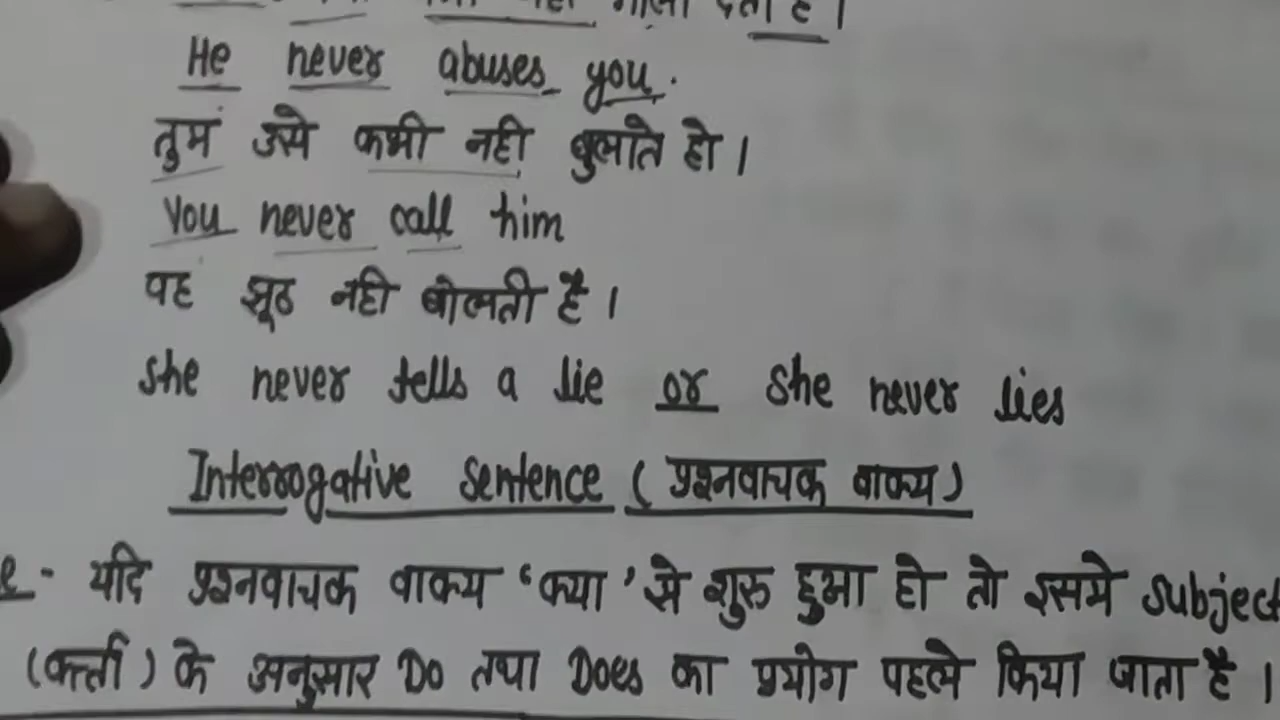 गाली देता है।
He never abuses you.
तुम उसे कभी नही बुलाते हो।
You never call him
वह झूठ नही बोलती है।
She never tells a lie or she never lies
Interrogative sentence (प्रश्नवाचक वाक्य)
यदि प्रश्नवाचक वाक्य 'क्या' से शुरू हुआ हो तो इसमे subject
(कर्त्ता) के अनुसार Do तथा Does का प्रयोग पहले किया जाता है।